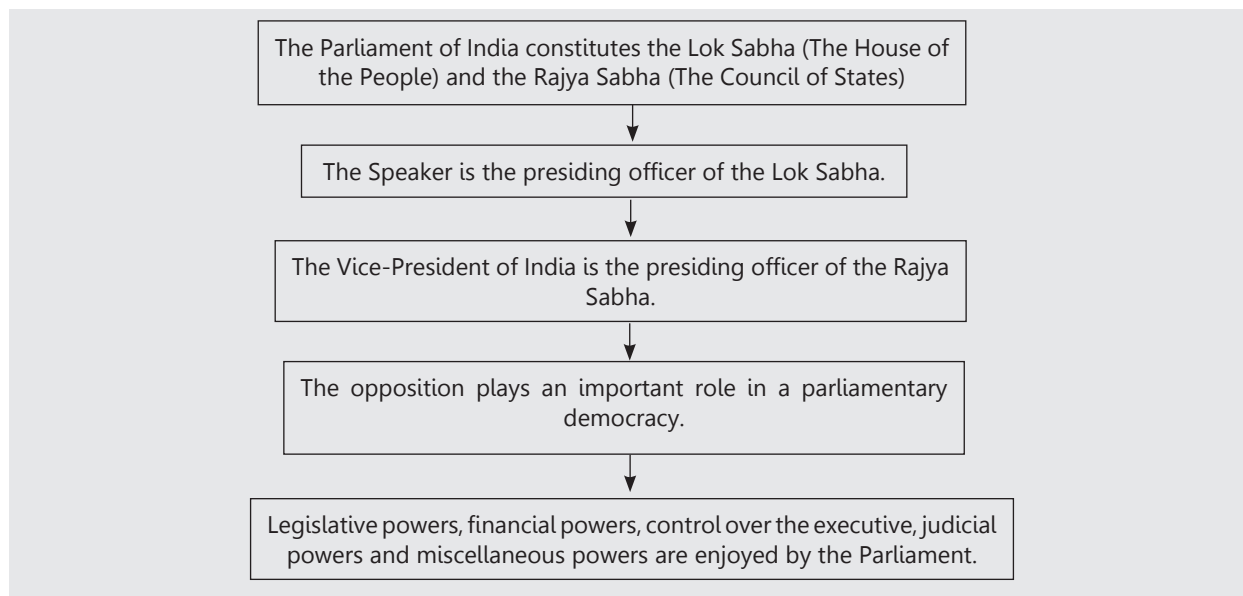 The Parliament of India constitutes the Lok Sabha (The House of
the People) and the Rajya Sabha (The Council of States)
The Speaker is the presiding officer of the Lok Sabha.
The Vice-President of India is the presiding officer of the Rajya
Sabha.
The opposition plays an important role in a parliamentary
democracy.
Legislative powers, financial powers, control over the executive, judicial
powers and miscellaneous powers are enjoyed by the Parliament.